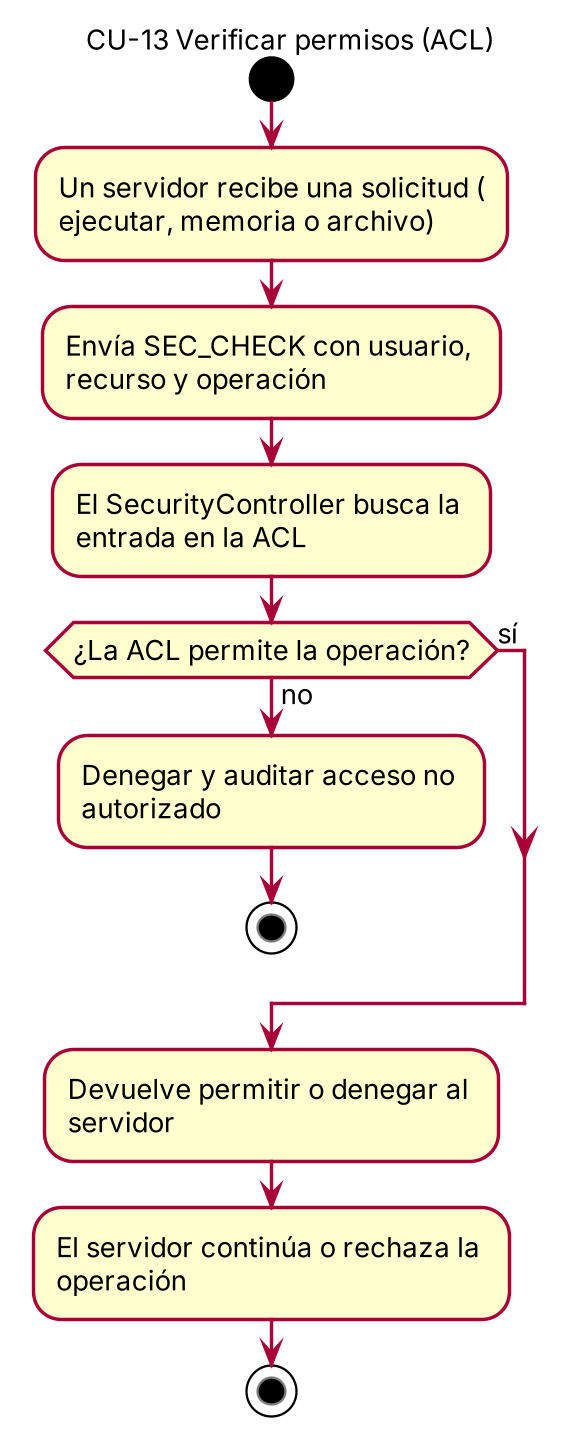 CU-13 Verificar permisos (ACL)
Un servidor recibe una solicitud (
ejecutar, memoria o archivo)
Envía SEC_CHECK con usuario,
recurso y operación
El SecurityController busca la
entrada en la ACL
¿La ACL permite la operación?
sí
no
Denegar y auditar acceso no
autorizado
Devuelve permitir o denegar al
servidor
El servidor continúa o rechaza la
operación